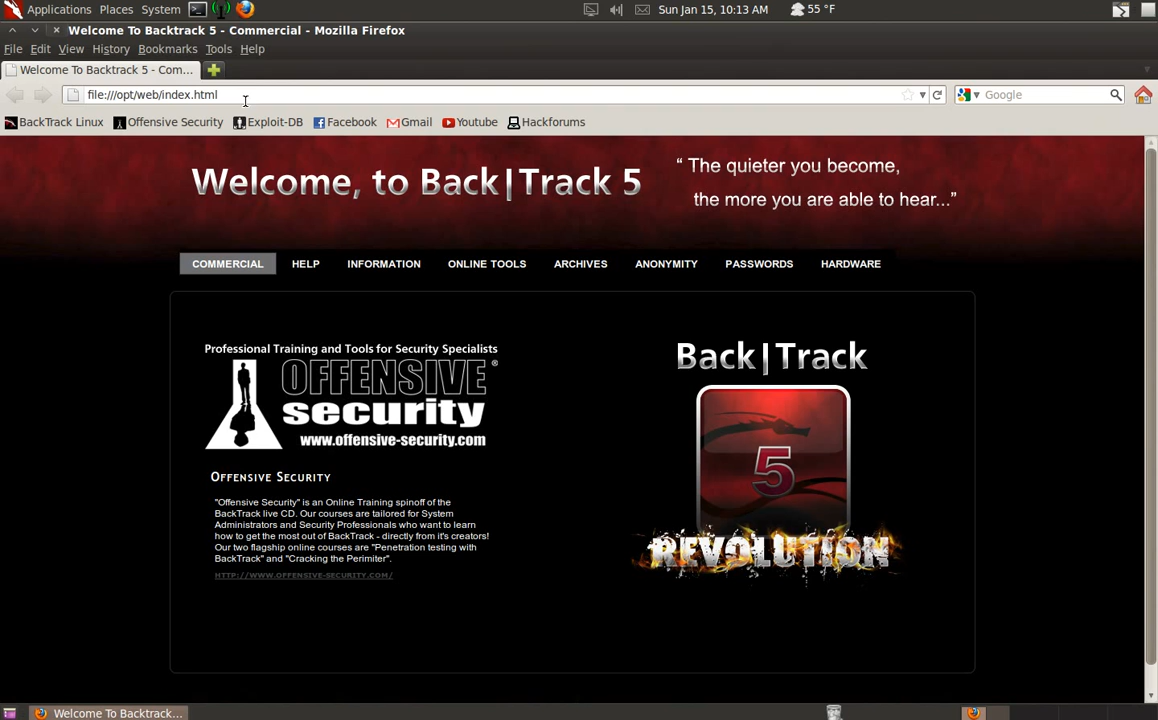 Applications Places System Sun Jan 15, 10:13 AM 55 °F
Welcome To Backtrack 5 - Commercial - Mozilla Firefox
File Edit View History Bookmarks Tools Help
Welcome To Backtrack 5 - Com...
file:///opt/web/index.html Google
BackTrack Linux Offensive Security Exploit-DB Facebook Gmail Youtube Hackforums
Welcome, to Back|Track 5
“ The quieter you become,
the more you are able to hear...”
COMMERCIAL HELP INFORMATION ONLINE TOOLS ARCHIVES ANONYMITY PASSWORDS HARDWARE
Professional Training and Tools for Security Specialists
OFFENSIVE®
security
www.offensive-security.com
OFFENSIVE SECURITY
"Offensive Security" is an Online Training spinoff of the
BackTrack live CD. Our courses are tailored for System
Administrators and Security Professionals who want to learn
how to get the most out of BackTrack - directly from it's creators!
Our two flagship online courses are "Penetration testing with
BackTrack" and "Cracking the Perimiter".
HTTP://WWW.OFFENSIVE-SECURITY.COM/
Back|Track
5
REVOLUTION
Welcome To Backtrack...